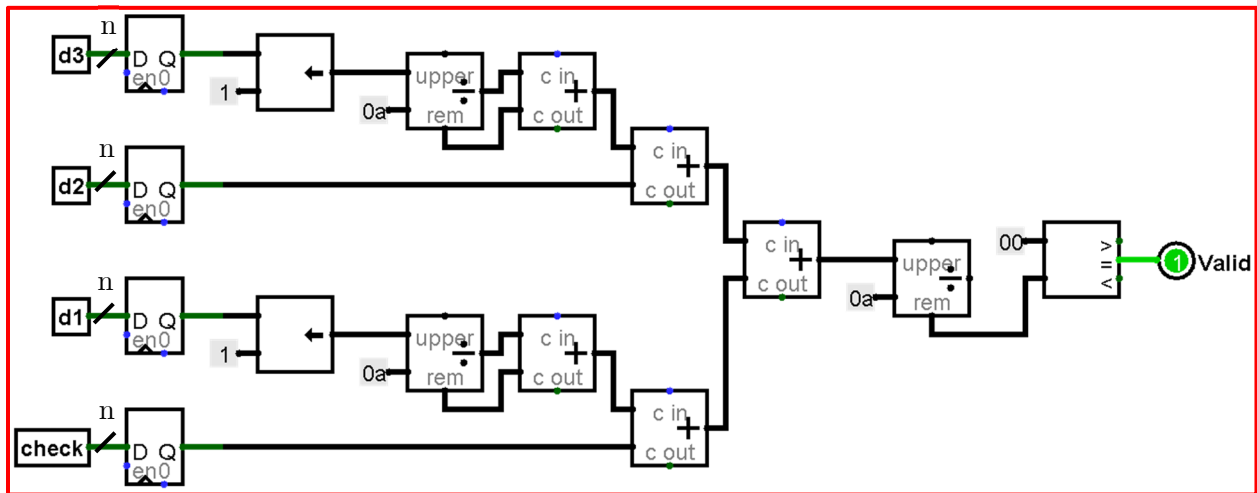 n
d3 D Q en0
1
upper
0a rem
c in
c out
c in
c out
n
d2 D Q en0
c in
c out
upper
0a rem
00
Valid
1
n
d1 D Q en0
1
upper
0a rem
c in
c out
c in
c out
n
check D Q en0